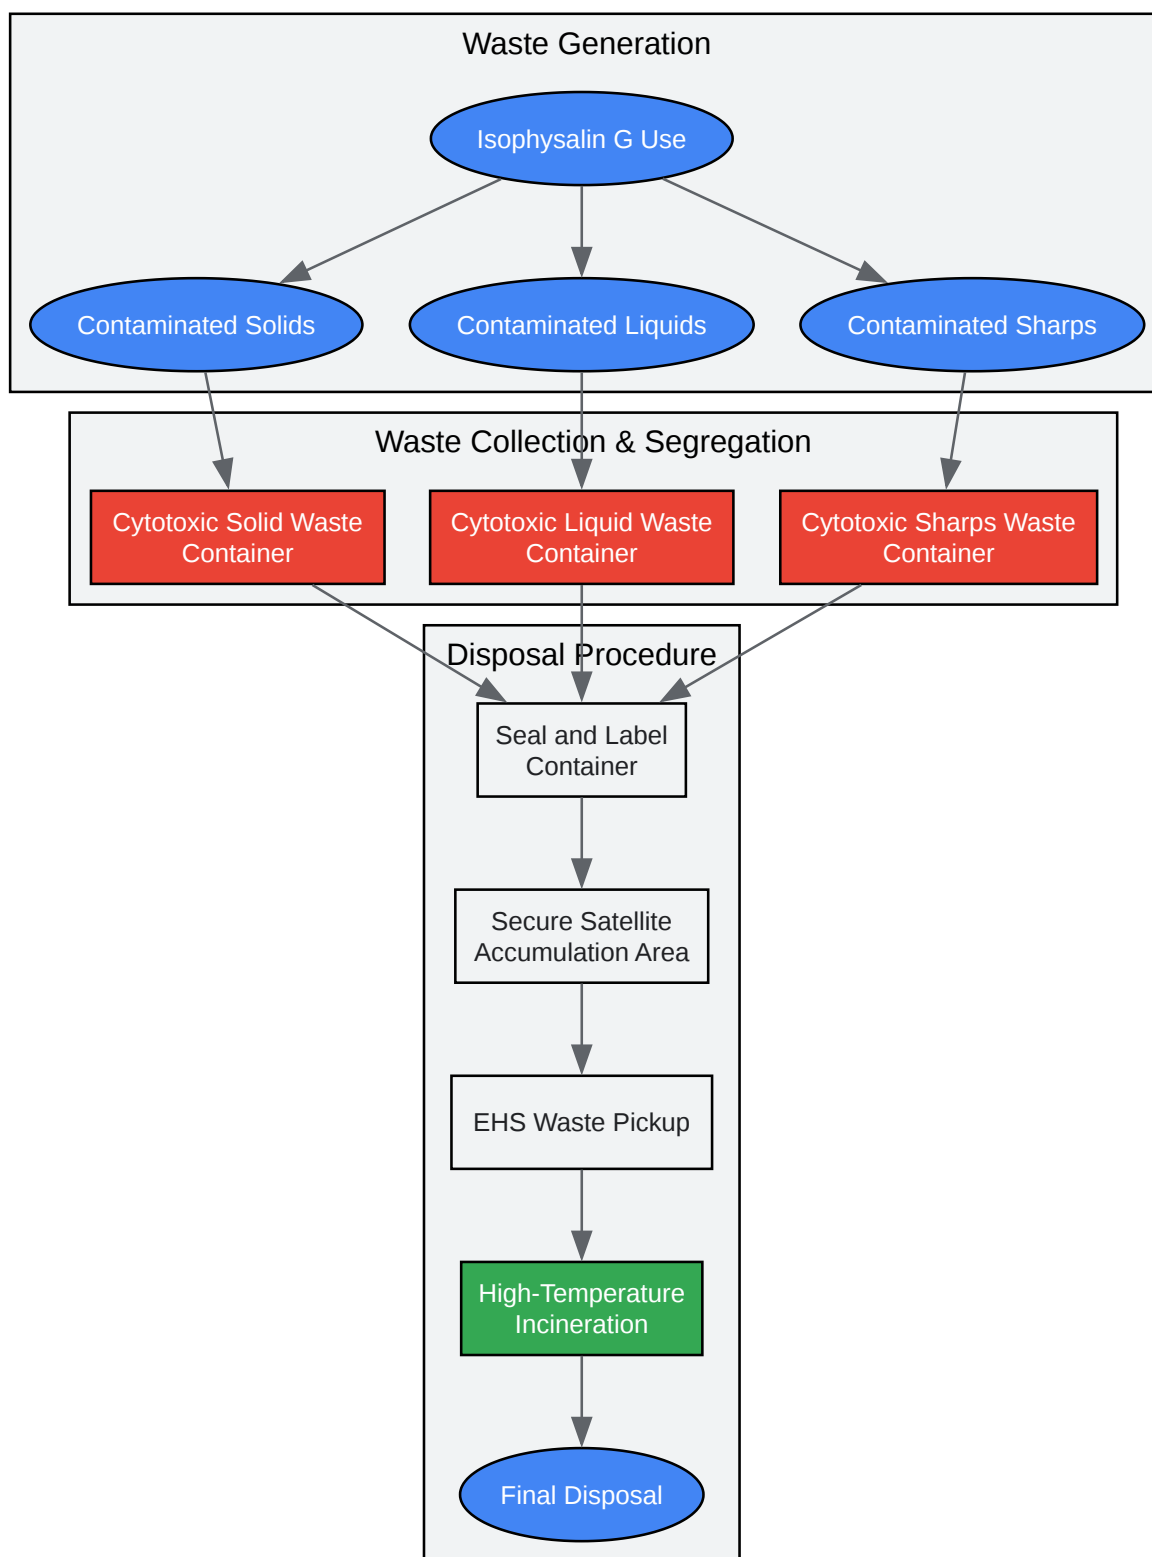 Waste Generation
Isophysalin G Use
Contaminated Solids
Contaminated Liquids
Contaminated Sharps
Waste Collection & Segregation
Cytotoxic Solid Waste
Container
Cytotoxic Liquid Waste
Container
Cytotoxic Sharps Waste
Container
Disposal Procedure
Seal and Label
Container
Secure Satellite
Accumulation Area
EHS Waste Pickup
High-Temperature
Incineration
Final Disposal